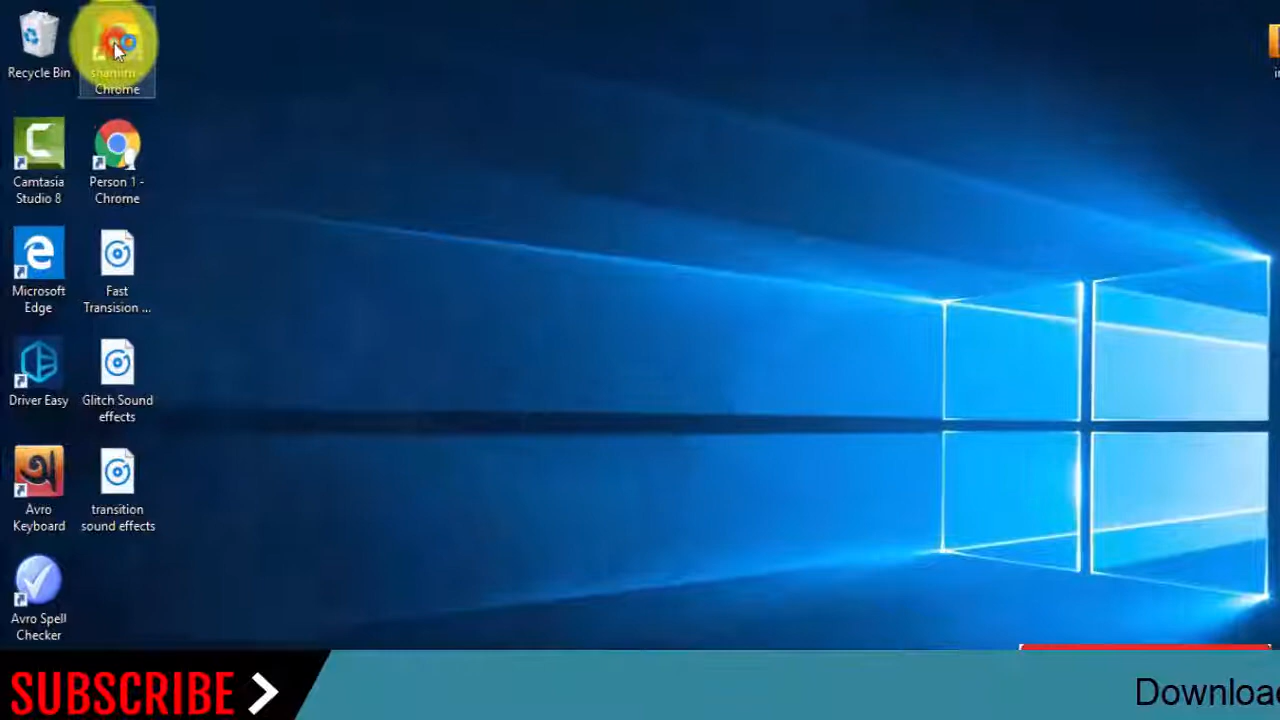 Recycle Bin
Chrome
Camtasia
Studio 8
Person 1 -
Chrome
Microsoft
Edge
Fast
Transision ...
Driver Easy
Glitch Sound
effects
Avro
Keyboard
transition
sound effects
Avro Spell
Checker
SUBSCRIBE